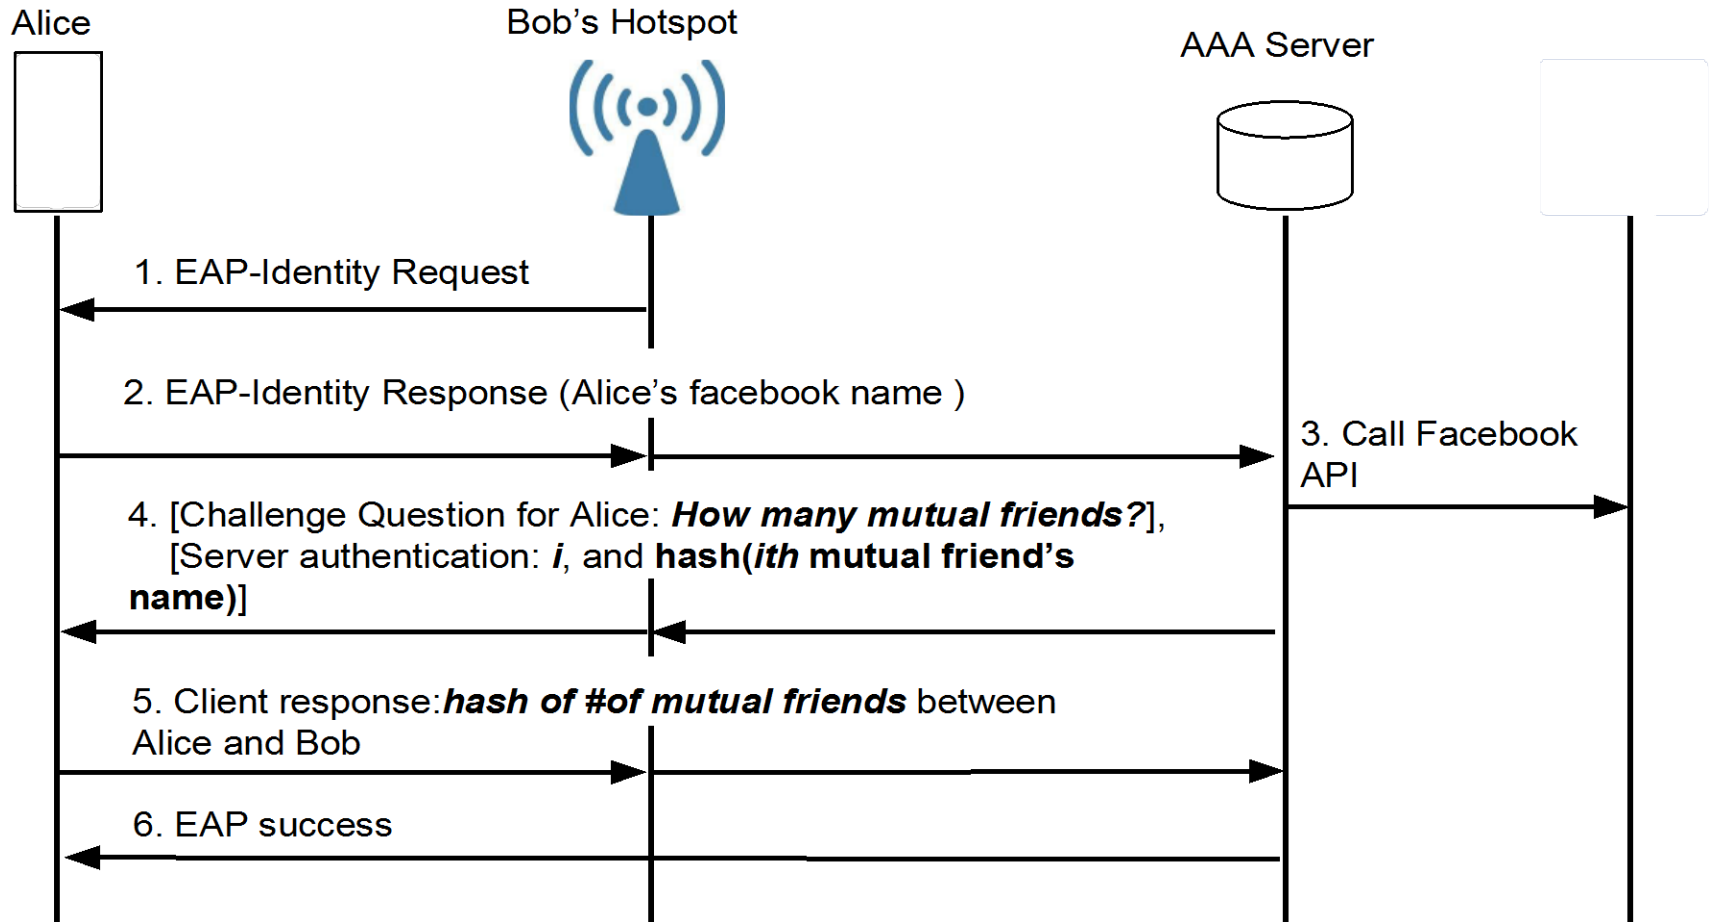 Alice
Bob's Hotspot
AAA Server
1. EAP-Identity Request
2. EAP-Identity Response (Alice's facebook name )
3. Call Facebook
API
4. [Challenge Question for Alice: How many mutual friends?],
[Server authentication: i, and hash(ith mutual friend's
name)]
5. Client response:hash of #of mutual friends between
Alice and Bob
6. EAP success